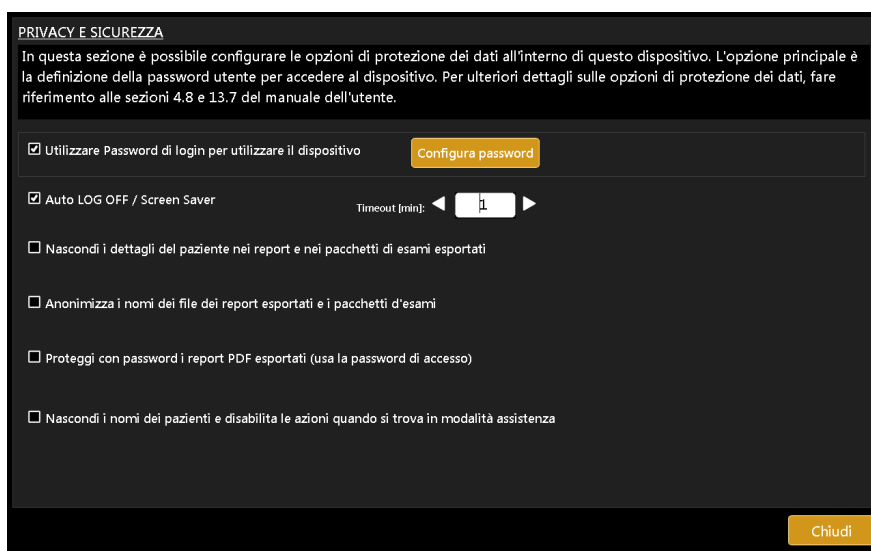 PRIVACY E SICUREZZA
In questa sezione è possibile configurare le opzioni di protezione dei dati all'interno di questo dispositivo. L'opzione principale è
la definizione della password utente per accedere al dispositivo. Per ulteriori dettagli sulle opzioni di protezione dei dati, fare
riferimento alle sezioni 4.8 e 13.7 del manuale dell'utente.
Utilizzare Password di login per utilizzare il dispositivo
Configura password
Auto LOG OFF / Screen Saver
Timeout [min]:
1
Nascondi i dettagli del paziente nei report e nei pacchetti di esami esportati
Anonimizza i nomi dei file dei report esportati e i pacchetti d'esami
Proteggi con password i report PDF esportati (usa la password di accesso)
Nascondi i nomi dei pazienti e disabilita le azioni quando si trova in modalità assistenza
Chiudi